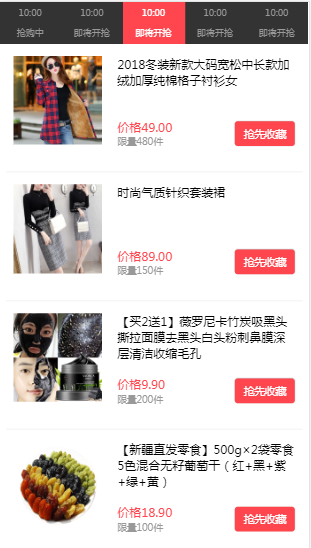 10:00 10:00 10:00 10:00 10:00
抢购中 即将开抢 即将开抢 即将开抢 即将开抢
2018冬装新款大码宽松中长款加
绒加厚纯棉格子衬衫女
价格49.00
限量480件
抢先收藏
时尚气质针织套装裙
价格89.00
限量150件
抢先收藏
【买2送1】薇罗尼卡竹炭吸黑头
撕拉面膜去黑头白头粉刺鼻膜深
层清洁收缩毛孔
价格9.90
限量200件
抢先收藏
【新疆直发零食】500g×2袋零食
5色混合无籽葡萄干（红+黑+紫
+绿+黄）
价格18.90
限量100件
抢先收藏